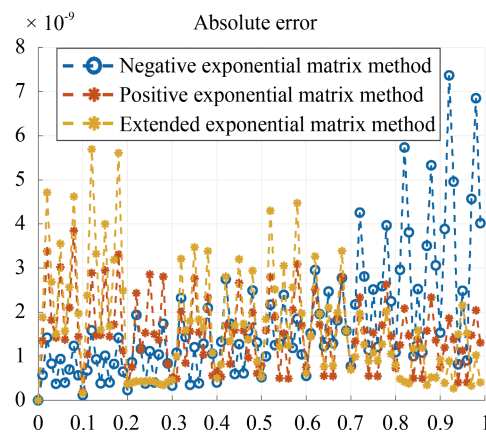 × 10⁻⁹ Absolute error
8
Negative exponential matrix method
7
Positive exponential matrix method
Extended exponential matrix method
6
5
4
3
2
1
0
0 0.1 0.2 0.3 0.4 0.5 0.6 0.7 0.8 0.9 1